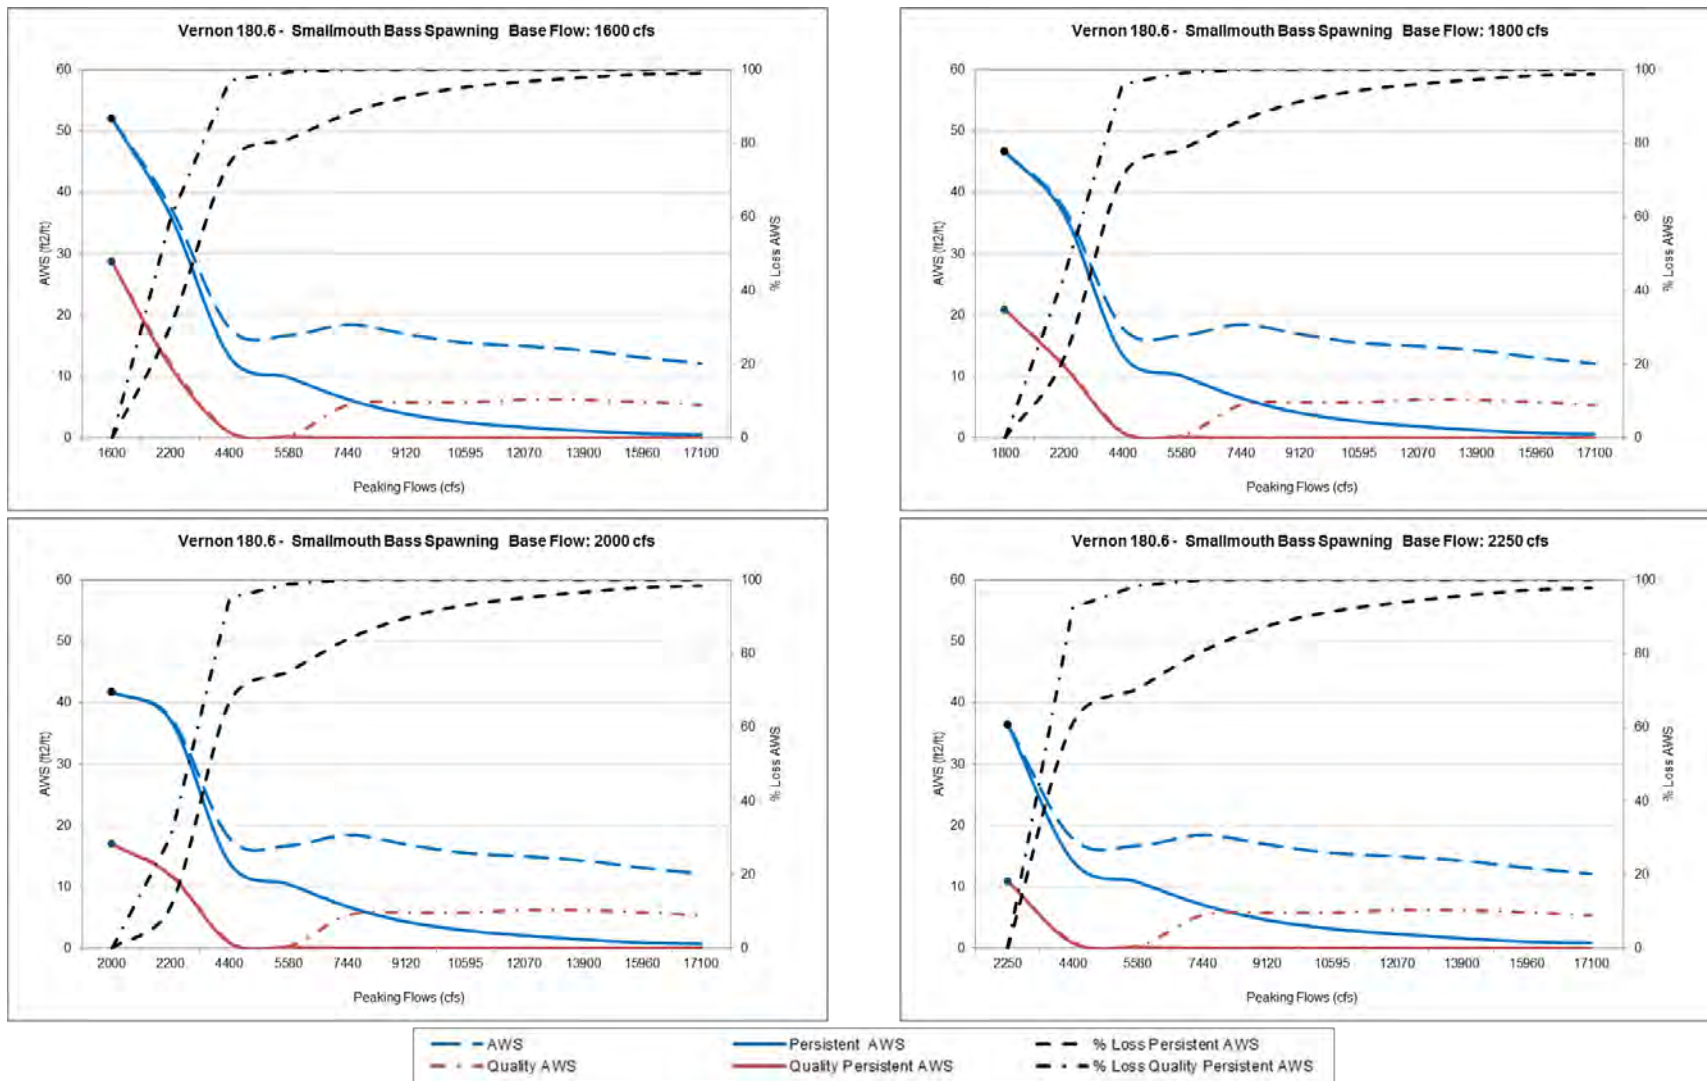 Vernon 180.6 - Smallmouth Bass Spawning Base Flow: 1600 cfs
60
50
40
30
20
10
0
100
80
60
40
20
0
AWS (ft2/ft)
% Loss AWS
1600 2200 4400 5580 7440 9120 10595 12070 13900 15960 17100
Peaking Flows (cfs)
Vernon 180.6 - Smallmouth Bass Spawning Base Flow: 1800 cfs
60
50
40
30
20
10
0
100
80
60
40
20
0
AWS (ft2/ft)
% Loss AWS
1800 2200 4400 5580 7440 9120 10595 12070 13900 15960 17100
Peaking Flows (cfs)
Vernon 180.6 - Smallmouth Bass Spawning Base Flow: 2000 cfs
60
50
40
30
20
10
0
100
80
60
40
20
0
AWS (ft2/ft)
% Loss AWS
2000 2200 4400 5580 7440 9120 10595 12070 13900 15960 17100
Peaking Flows (cfs)
Vernon 180.6 - Smallmouth Bass Spawning Base Flow: 2250 cfs
60
50
40
30
20
10
0
100
80
60
40
20
0
AWS (ft2/ft)
% Loss AWS
2250 4400 5580 7440 9120 10595 12070 13900 15960 17100
Peaking Flows (cfs)
AWS Persistent AWS % Loss Persistent AWS
Quality AWS Quality Persistent AWS % Loss Quality Persistent AWS